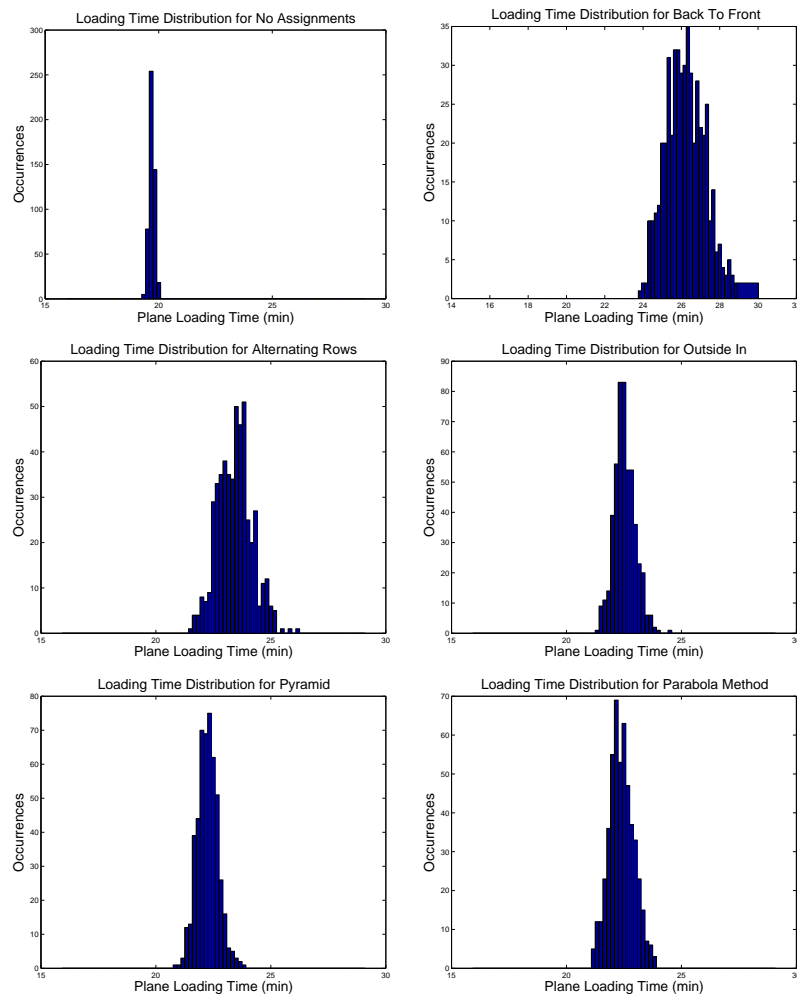 Loading Time Distribution for No Assignments
300
250
200
150
100
50
0
15 20 25 30
Occurrences
Plane Loading Time (min)
Loading Time Distribution for Back To Front
35
30
25
20
15
10
5
0
14 16 18 20 22 24 26 28 30 32
Occurrences
Plane Loading Time (min)
Loading Time Distribution for Alternating Rows
60
50
40
30
20
10
0
15 20 25 30
Occurrences
Plane Loading Time (min)
Loading Time Distribution for Outside In
90
80
70
60
50
40
30
20
10
0
15 20 25 30
Occurrences
Plane Loading Time (min)
Loading Time Distribution for Pyramid
80
70
60
50
40
30
20
10
0
15 20 25 30
Occurrences
Plane Loading Time (min)
Loading Time Distribution for Parabola Method
70
60
50
40
30
20
10
0
15 20 25 30
Occurrences
Plane Loading Time (min)